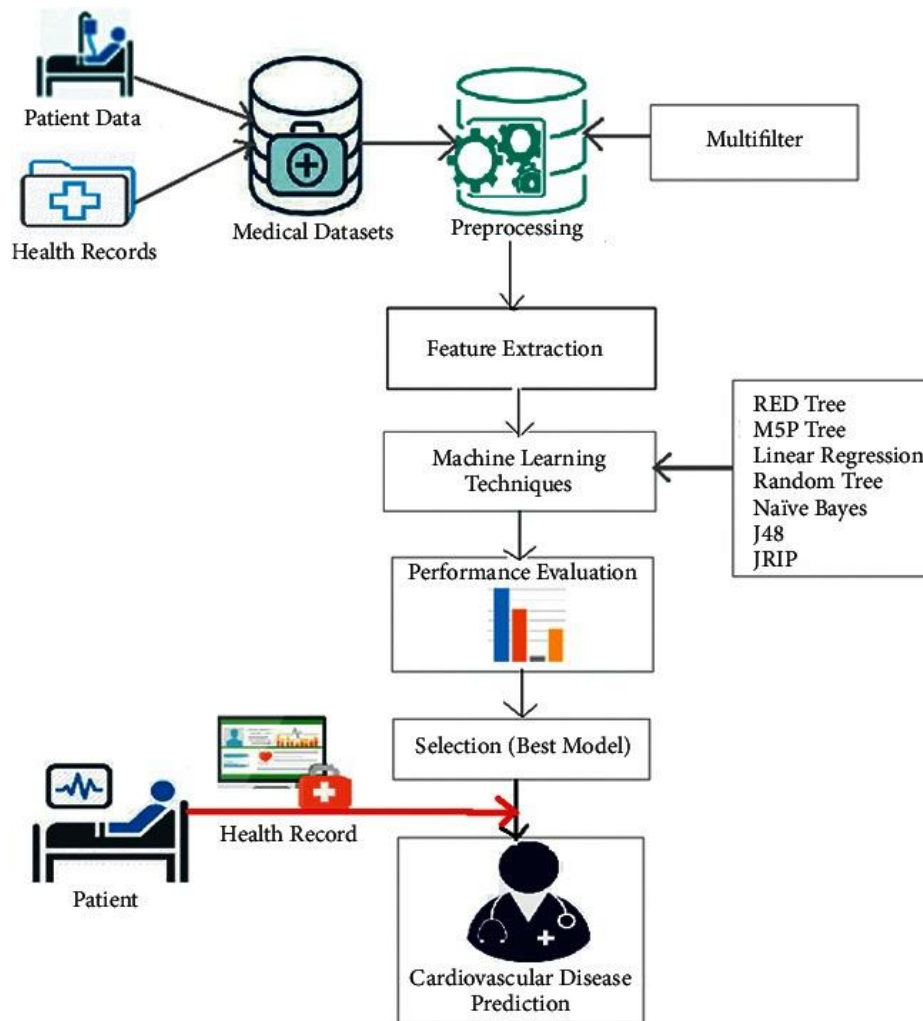 Patient Data
Health Records
Medical Datasets
Preprocessing
Multifilter
Feature Extraction
Machine Learning
Techniques
RED Tree
M5P Tree
Linear Regression
Random Tree
Naïve Bayes
J48
JRIP
Performance Evaluation
Selection (Best Model)
Health Record
Patient
Cardiovascular Disease
Prediction